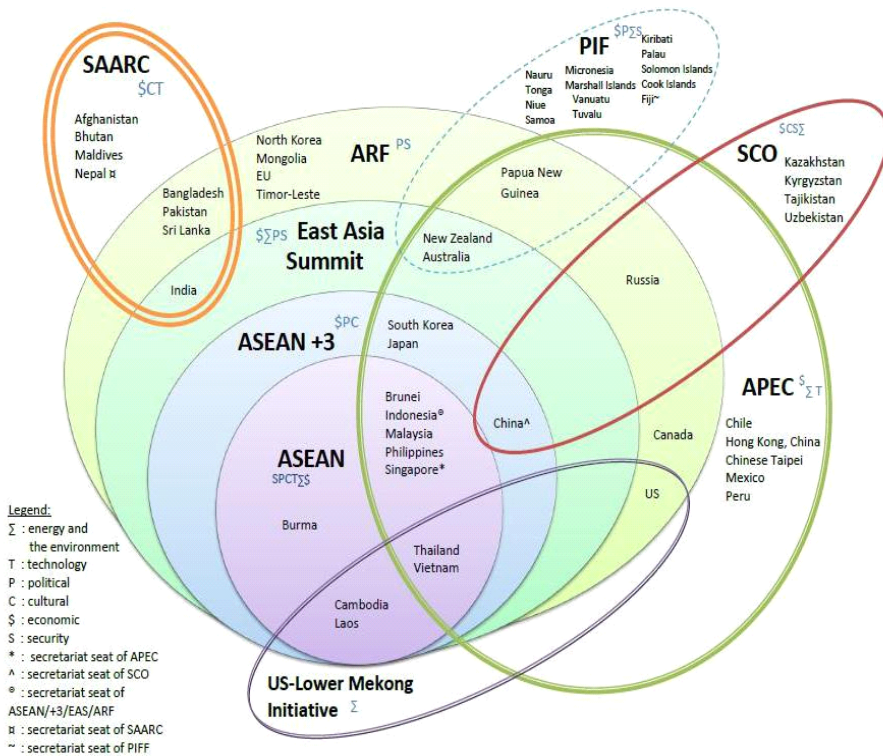 SAARC
$CT
Afghanistan
Bhutan
Maldives
Nepal ¤
Bangladesh
Pakistan
Sri Lanka
India
North Korea
Mongolia
EU
Timor-Leste
ARF PS
PIF
$P∑S
Nauru
Tonga
Niue
Samoa
Micronesia
Marshall Islands
Vanuatu
Tuvalu
Kiribati
Palau
Solomon Islands
Cook Islands
Fiji~
Papua New
Guinea
$CS∑
SCO
Kazakhstan
Kyrgyzstan
Tajikistan
Uzbekistan
$∑PS East Asia
Summit
New Zealand
Australia
Russia
ASEAN +3 $PC
South Korea
Japan
China^
APEC $∑ T
Chile
Hong Kong, China
Chinese Taipei
Mexico
Peru
Canada
US
ASEAN
SPCT∑$
Brunei
Indonesia®
Malaysia
Philippines
Singapore*
Burma
Thailand
Vietnam
Cambodia
Laos
US-Lower Mekong
Initiative ∑
Legend:
∑ : energy and
the environment
T : technology
P : political
C : cultural
$ : economic
S : security
* : secretariat seat of APEC
^ : secretariat seat of SCO
® : secretariat seat of
ASEAN/+3/EAS/ARF
¤ : secretariat seat of SAARC
~ : secretariat seat of PIFF